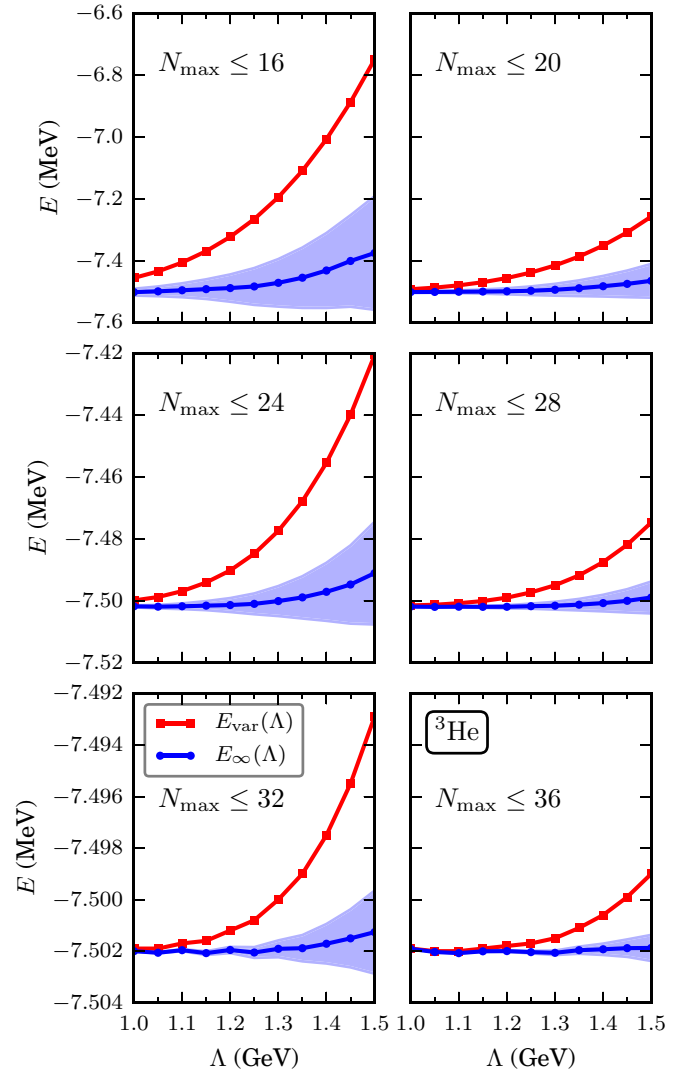 −6.6
−6.8
−7.0
−7.2
−7.4
−7.6
E (MeV)
N_max ≤ 16
N_max ≤ 20
−7.42
−7.44
−7.46
−7.48
−7.50
−7.52
E (MeV)
N_max ≤ 24
N_max ≤ 28
−7.492
−7.494
−7.496
−7.498
−7.500
−7.502
−7.504
E (MeV)
E_var(Λ)
E_∞(Λ)
N_max ≤ 32
³He
N_max ≤ 36
1.0 1.1 1.2 1.3 1.4 1.5
1.0 1.1 1.2 1.3 1.4 1.5
Λ (GeV)
Λ (GeV)